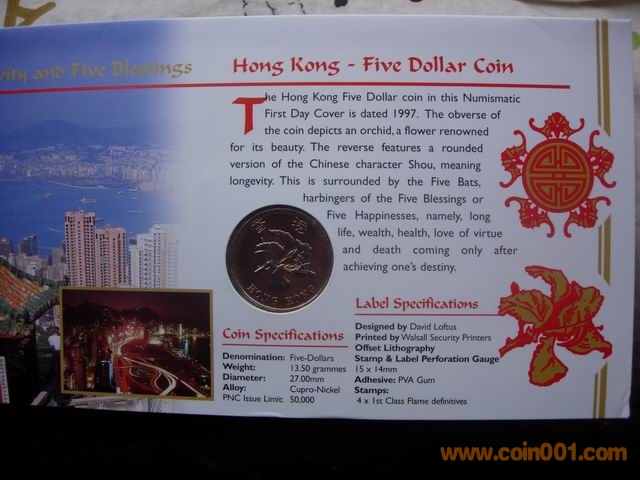 vity and Five Blessings
Hong Kong - Five Dollar Coin
The Hong Kong Five Dollar coin in this Numismatic
First Day Cover is dated 1997. The obverse of
the coin depicts an orchid, a flower renowned
for its beauty. The reverse features a rounded
version of the Chinese character Shou, meaning
longevity. This is surrounded by the Five Bats,
harbingers of the Five Blessings or
Five Happinesses, namely, long
life, wealth, health, love of virtue
and death coming only after
achieving one's destiny.
香港
HONG KONG
Coin Specifications
Denomination: Five-Dollars
Weight: 13.50 grammes
Diameter: 27.00mm
Alloy: Cupro-Nickel
PNC Issue Limit: 50,000
Label Specifications
Designed by David Loftus
Printed by Walsall Security Printers
Offset Lithography
Stamp & Label Perforation Gauge
15 x 14mm
Adhesive: PVA Gum
Stamps:
4 x 1st Class Flame definitives
www.coin001.com